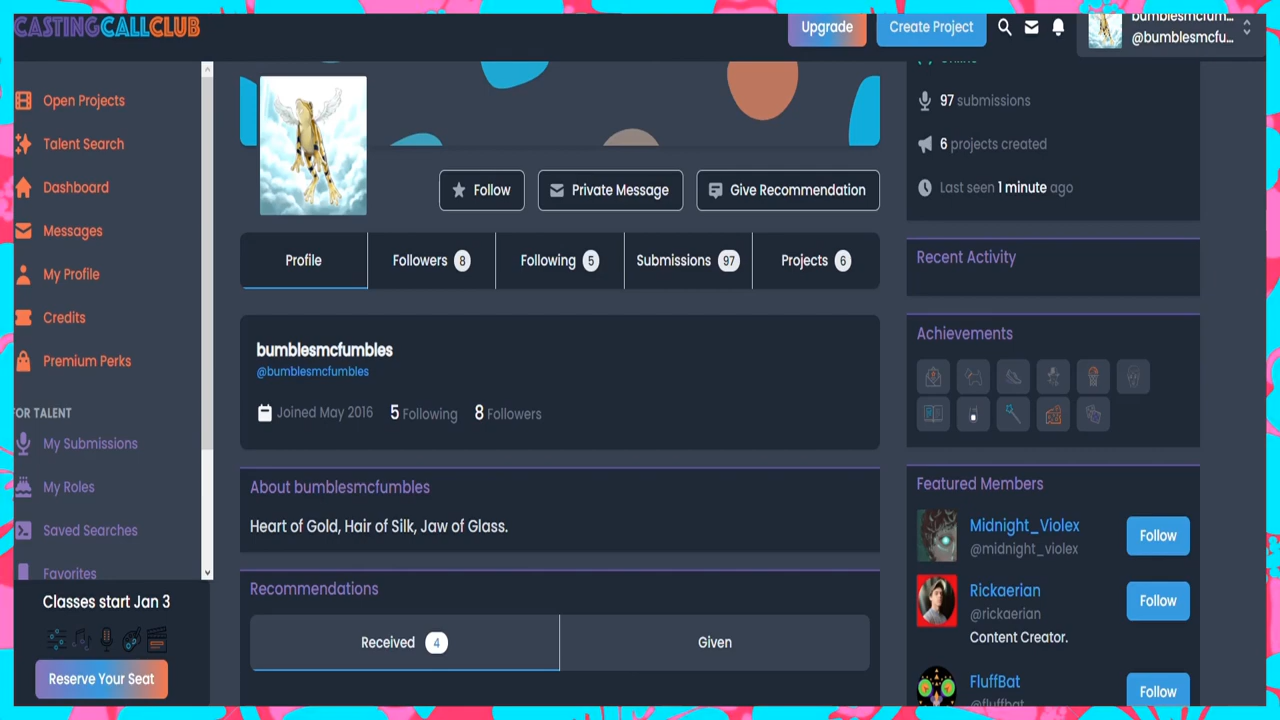 CASTINGCALLCLUB
Upgrade
Create Project
bumblesmcfum...
@bumblesmcfu...
Open Projects
Talent Search
Dashboard
Messages
My Profile
Credits
Premium Perks
FOR TALENT
My Submissions
My Roles
Saved Searches
Favorites
Classes start Jan 3
Reserve Your Seat
Follow
Private Message
Give Recommendation
Profile
Followers 8
Following 5
Submissions 97
Projects 6
bumblesmcfumbles
@bumblesmcfumbles
Joined May 2016 5 Following 8 Followers
About bumblesmcfumbles
Heart of Gold, Hair of Silk, Jaw of Glass.
Recommendations
Received 4
Given
Online
97 submissions
6 projects created
Last seen 1 minute ago
Recent Activity
Achievements
Featured Members
Midnight_Violex
@midnight_violex
Follow
Rickaerian
@rickaerian
Content Creator.
Follow
FluffBat
@fluffbat
Follow